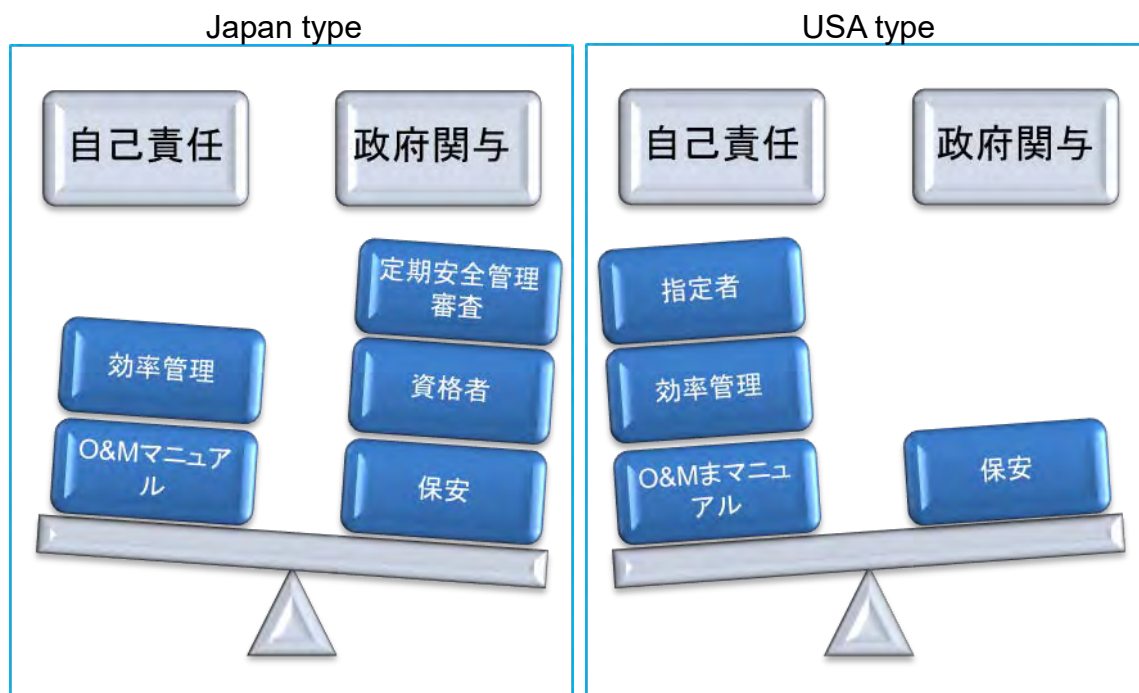 Japan type
自己責任
政府関与
定期安全管理
審査
効率管理
資格者
O&Mマニュア
ル
保安
USA type
自己責任
政府関与
指定者
効率管理
O&Mまマニュ
アル
保安